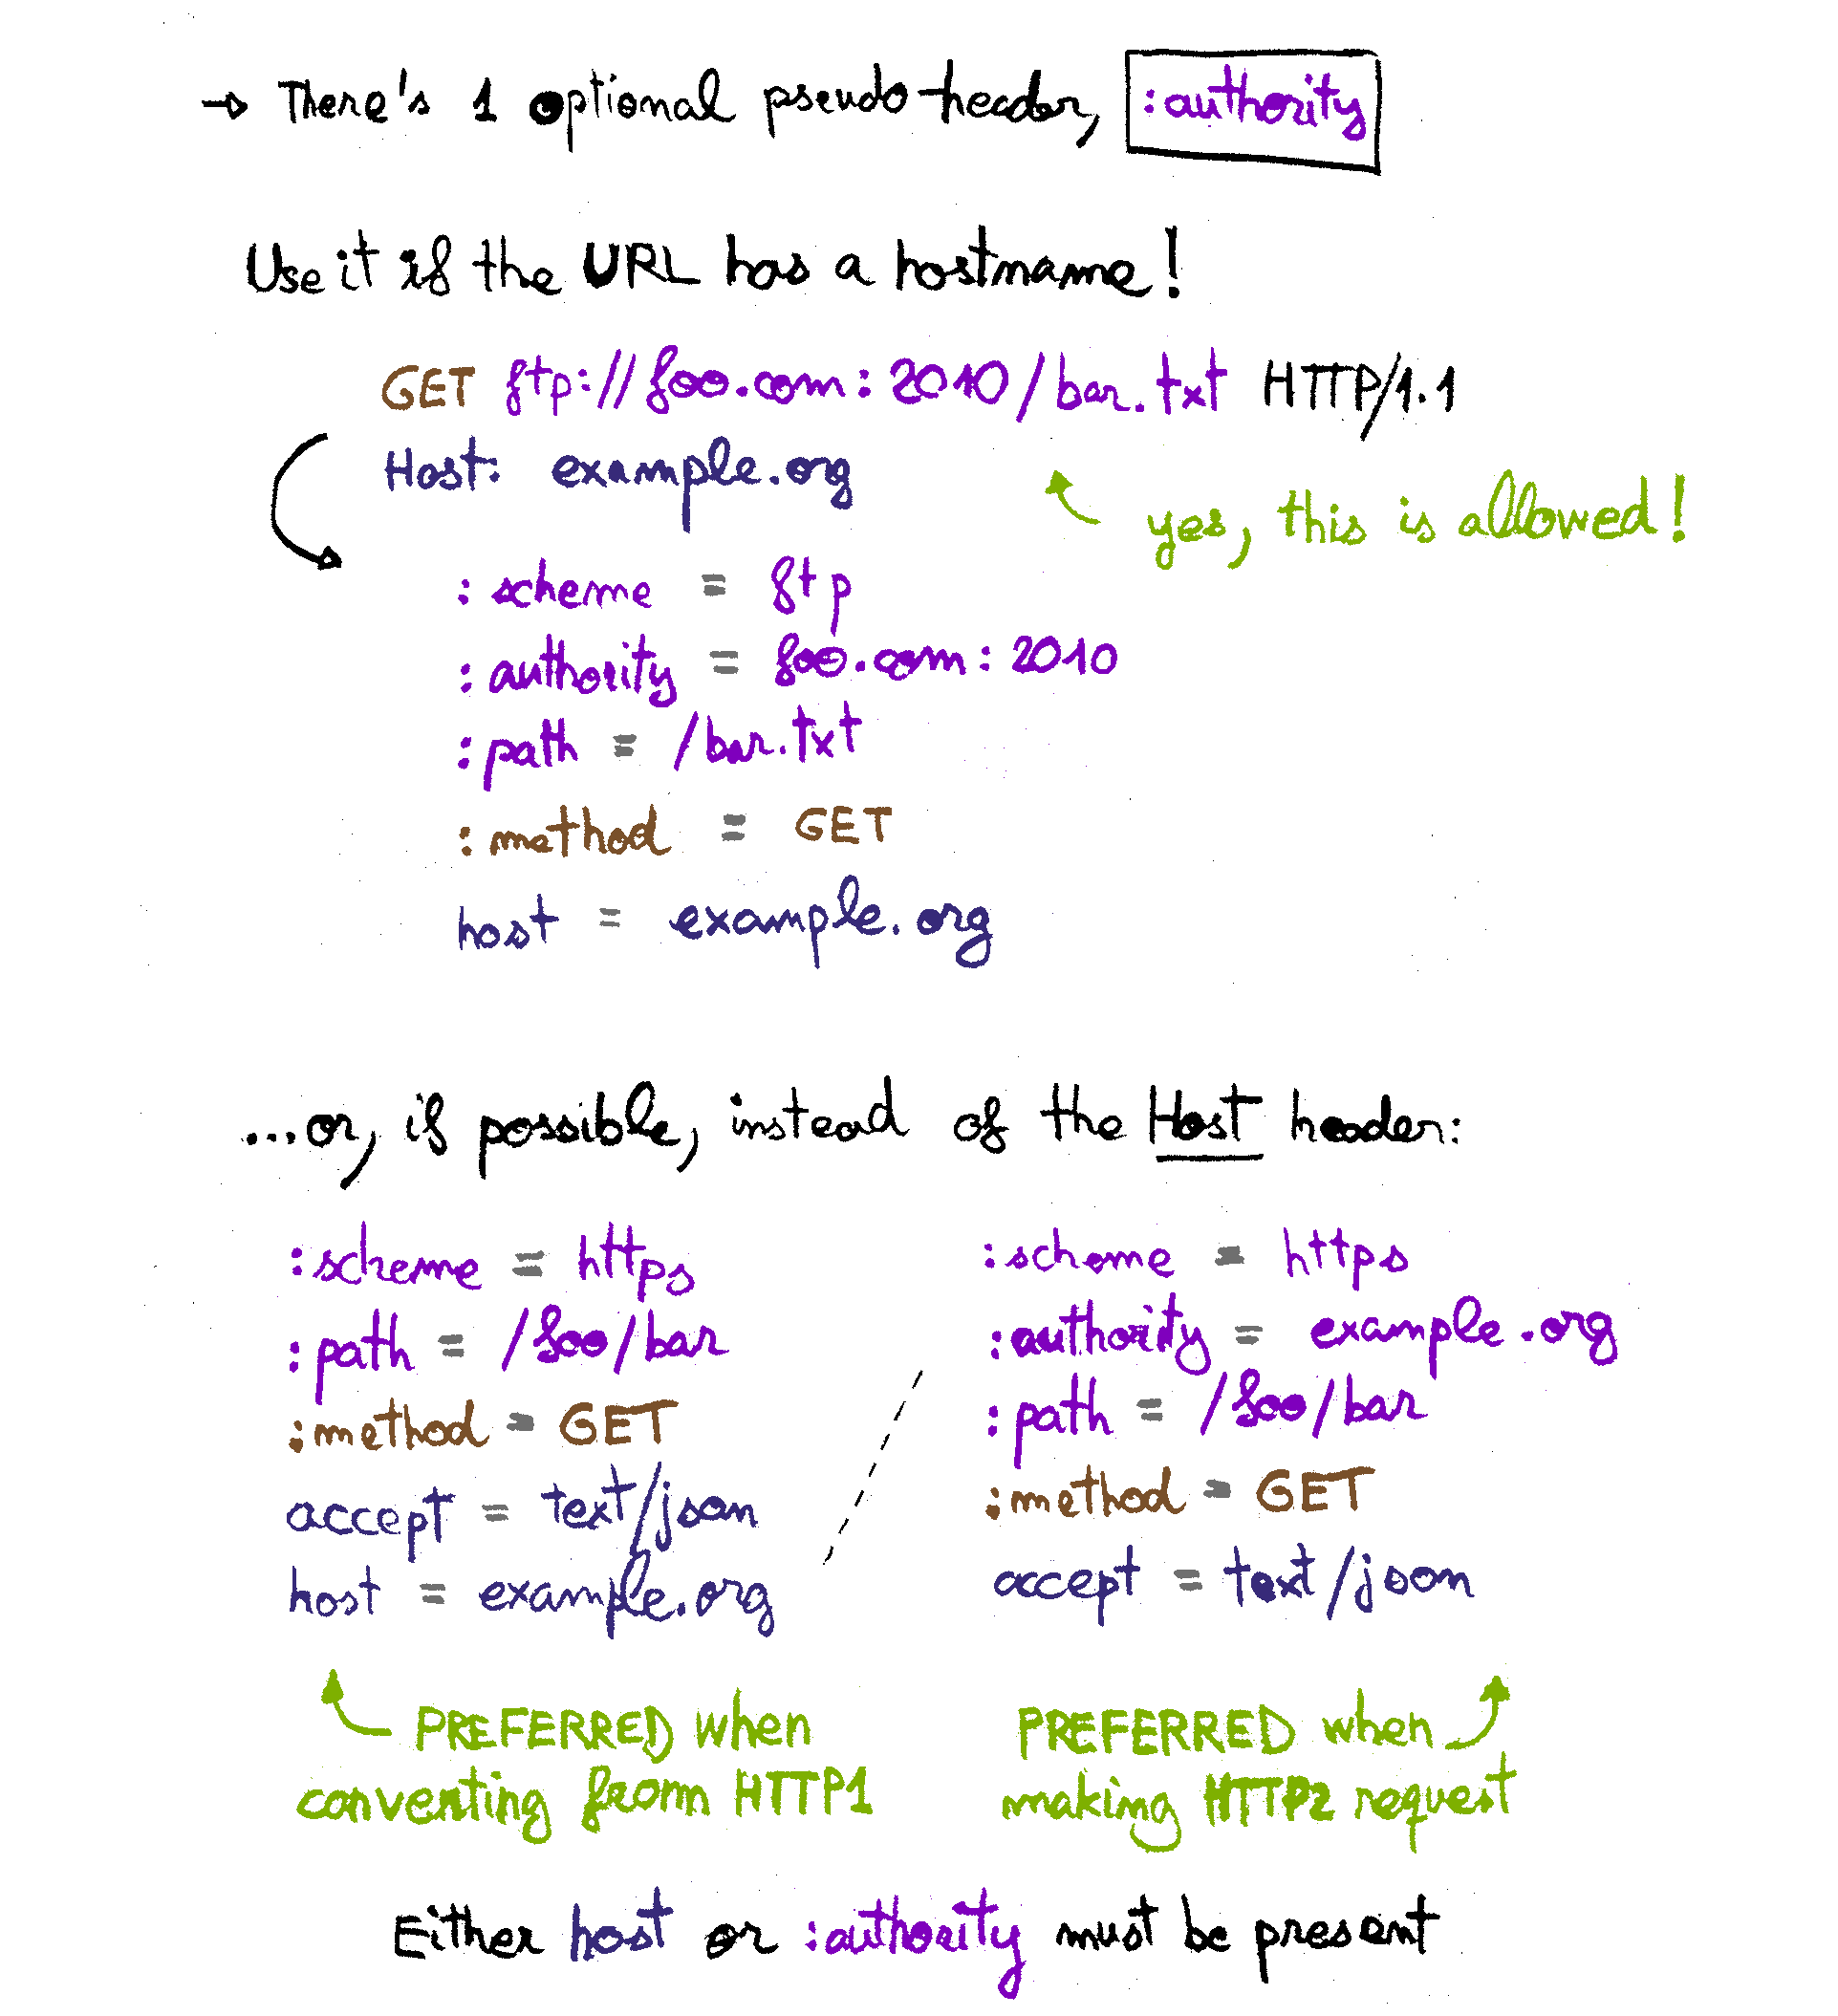 → There's 1 optional pseudo-header, :authority
Use it if the URL has a hostname!
GET ftp://foo.com:2010/bar.txt HTTP/1.1
Host: example.org
yes, this is allowed!
:scheme = ftp
:authority = foo.com:2010
:path = /bar.txt
:method = GET
host = example.org
...or, if possible, instead of the Host header:
:scheme = https
:path = /foo/bar
:method = GET
accept = text/json
host = example.org
PREFERRED when
conventing from HTTP1
:scheme = https
:authority = example.org
:path = /foo/bar
:method = GET
accept = text/json
PREFERRED when
making HTTP2 request
Either host or :authority must be present